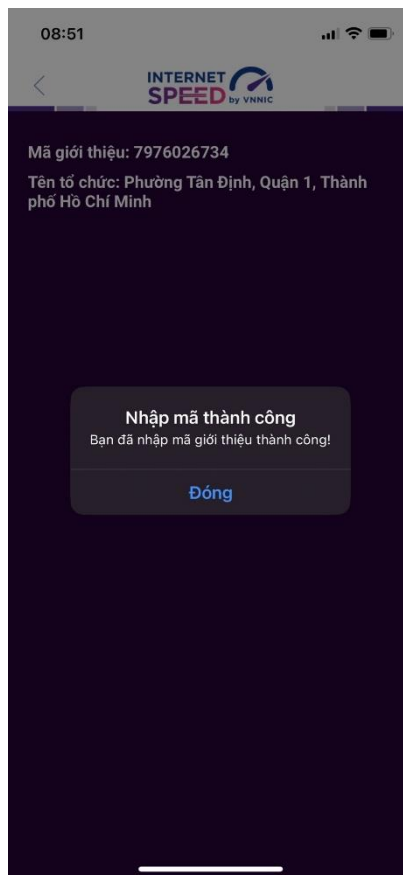 08:51
INTERNET
SPEED by VNNIC
Mã giới thiệu: 7976026734
Tên tổ chức: Phường Tân Định, Quận 1, Thành
phố Hồ Chí Minh
Nhập mã thành công
Bạn đã nhập mã giới thiệu thành công!
Đóng